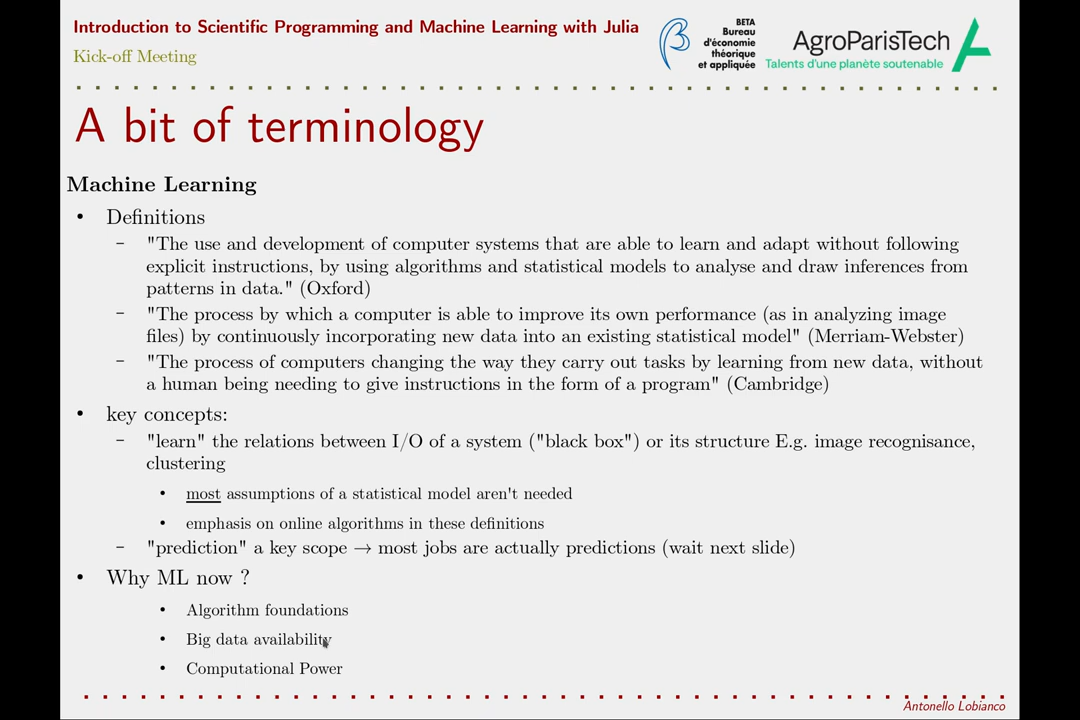 Introduction to Scientific Programming and Machine Learning with Julia
Kick-off Meeting
BETA
Bureau
d'économie
théorique
et appliquée
AgroParisTech
Talents d'une planète soutenable
A bit of terminology
Machine Learning
• Definitions
– "The use and development of computer systems that are able to learn and adapt without following
explicit instructions, by using algorithms and statistical models to analyse and draw inferences from
patterns in data." (Oxford)
– "The process by which a computer is able to improve its own performance (as in analyzing image
files) by continuously incorporating new data into an existing statistical model" (Merriam-Webster)
– "The process of computers changing the way they carry out tasks by learning from new data, without
a human being needing to give instructions in the form of a program" (Cambridge)
• key concepts:
– "learn" the relations between I/O of a system ("black box") or its structure E.g. image recognisance,
clustering
• most assumptions of a statistical model aren't needed
• emphasis on online algorithms in these definitions
– "prediction" a key scope → most jobs are actually predictions (wait next slide)
• Why ML now ?
• Algorithm foundations
• Big data availability
• Computational Power
Antonello Lobianco